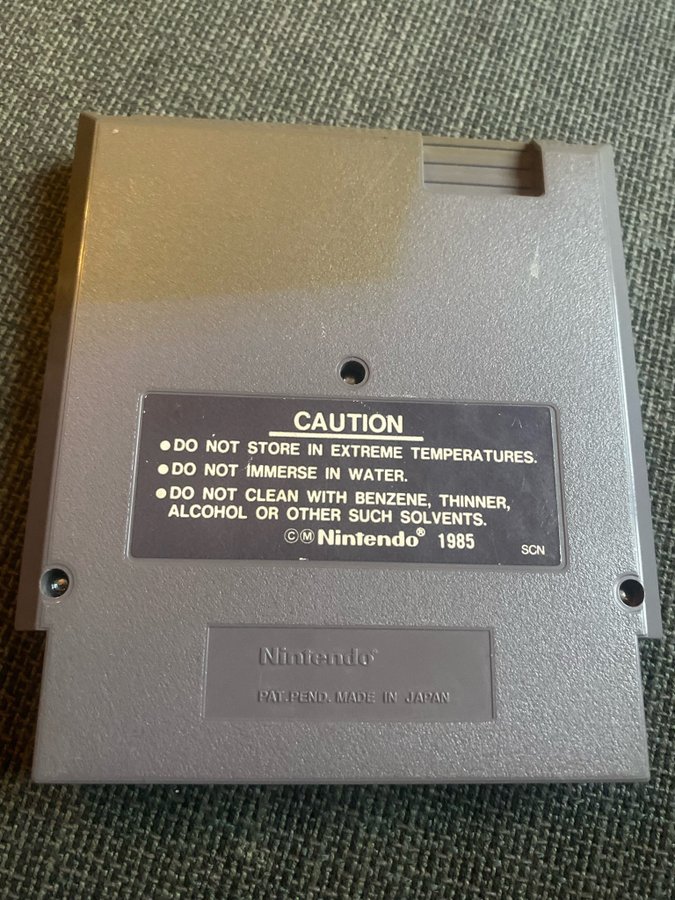 CAUTION
●DO NOT STORE IN EXTREME TEMPERATURES.
●DO NOT IMMERSE IN WATER.
●DO NOT CLEAN WITH BENZENE, THINNER,
ALCOHOL OR OTHER SUCH SOLVENTS.
©Ⓜ Nintendo® 1985
SCN
Nintendo®
PAT.PEND. MADE IN JAPAN